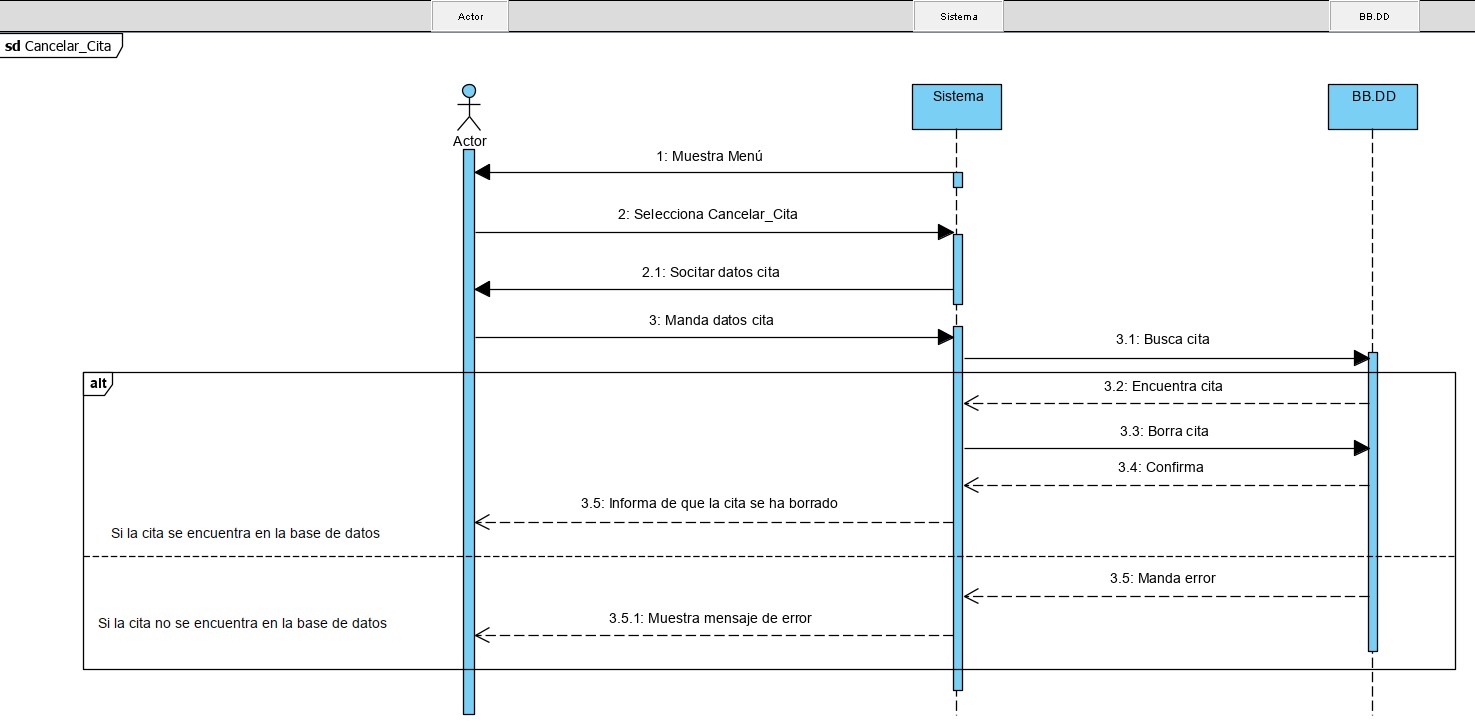 Actor
Sistema
BB.DD
sd Cancelar_Cita
Sistema
BB.DD
Actor
1: Muestra Menú
2: Selecciona Cancelar_Cita
2.1: Socitar datos cita
3: Manda datos cita
3.1: Busca cita
alt
3.2: Encuentra cita
3.3: Borra cita
3.4: Confirma
3.5: Informa de que la cita se ha borrado
Si la cita se encuentra en la base de datos
3.5: Manda error
3.5.1: Muestra mensaje de error
Si la cita no se encuentra en la base de datos